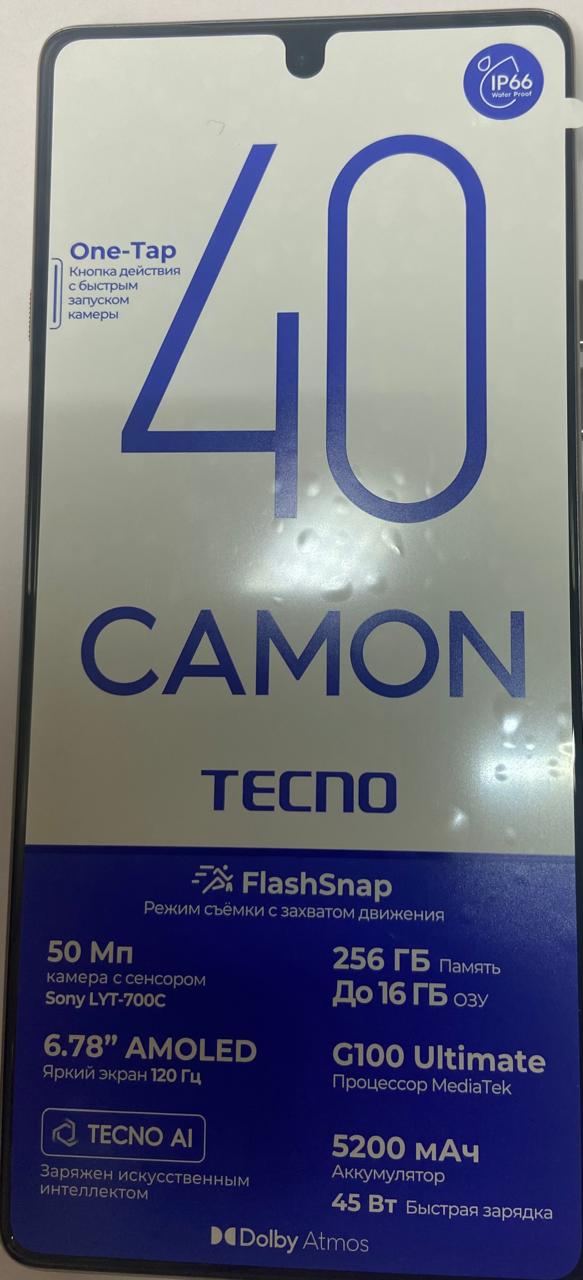 IP66
Water Proof
40
One-Tap
Кнопка действия
с быстрым
запуском
камеры
CAMON
TECNO
FlashSnap
Режим съёмки с захватом движения
50 Мп
камера с сенсором
Sony LYT-700C
256 ГБ Память
До 16 ГБ ОЗУ
6.78” AMOLED
Яркий экран 120 Гц
G100 Ultimate
Процессор MediaTek
TECNO AI
Заряжен искусственным
интеллектом
5200 мАч
Аккумулятор
45 Вт Быстрая зарядка
Dolby Atmos